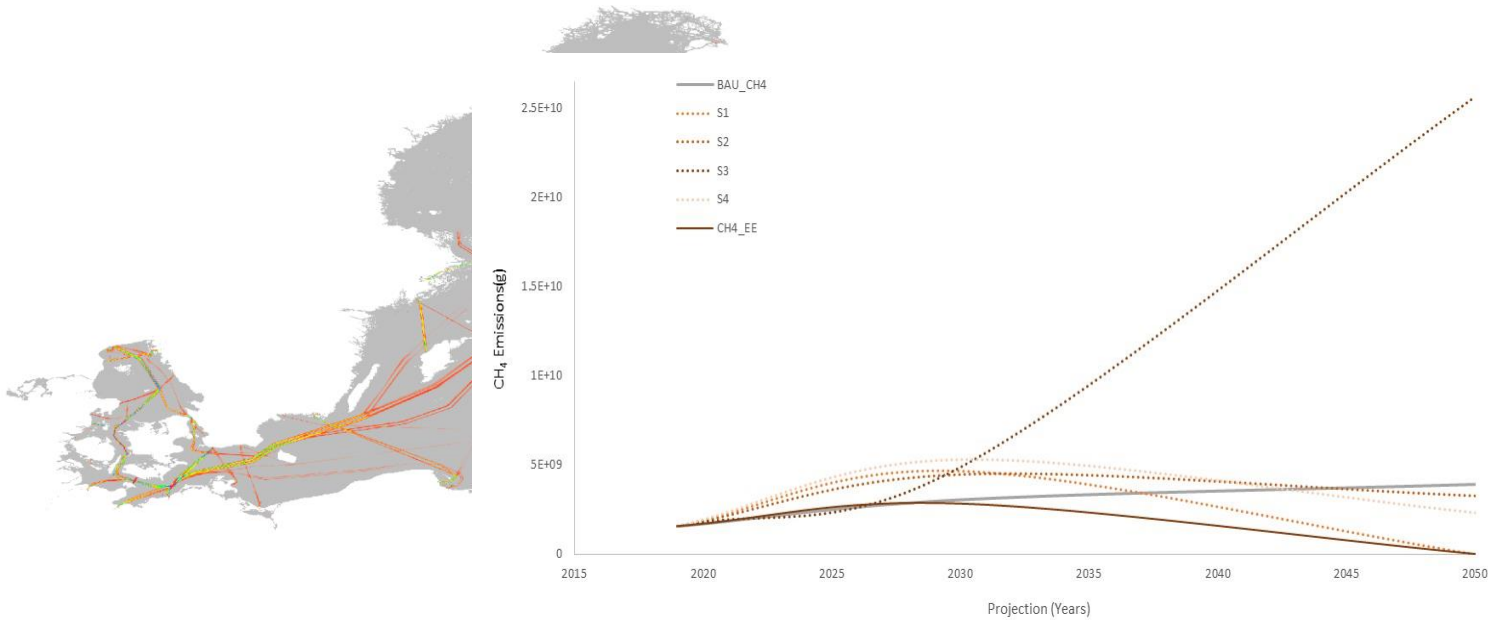 BAU_CH4
S1
S2
S3
S4
CH4_EE
2.5E+10
2E+10
1.5E+10
1E+10
5E+09
0
CH₄ Emissions(g)
2015 2020 2025 2030 2035 2040 2045 2050
Projection (Years)